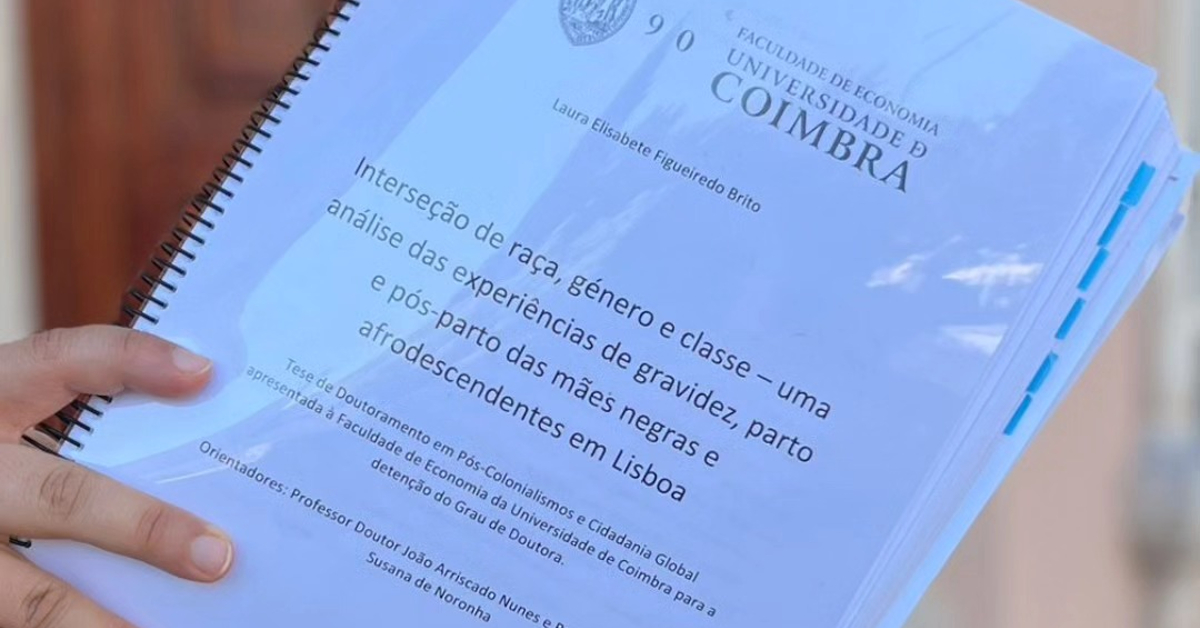 9 0
FACULDADE DE ECONOMIA
UNIVERSIDADE Ð
COIMBRA
Laura Elisabete Figueiredo Brito
Interseção de raça, género e classe – uma
análise das experiências de gravidez, parto
e pós-parto das mães negras e
afrodescendentes em Lisboa
Tese de Doutoramento em Pós-Colonialismos e Cidadania Global
apresentada à Faculdade de Economia da Universidade de Coimbra para a
detenção do Grau de Doutora.
Orientadores: Professor Doutor João Arriscado Nunes e
Susana de Noronha